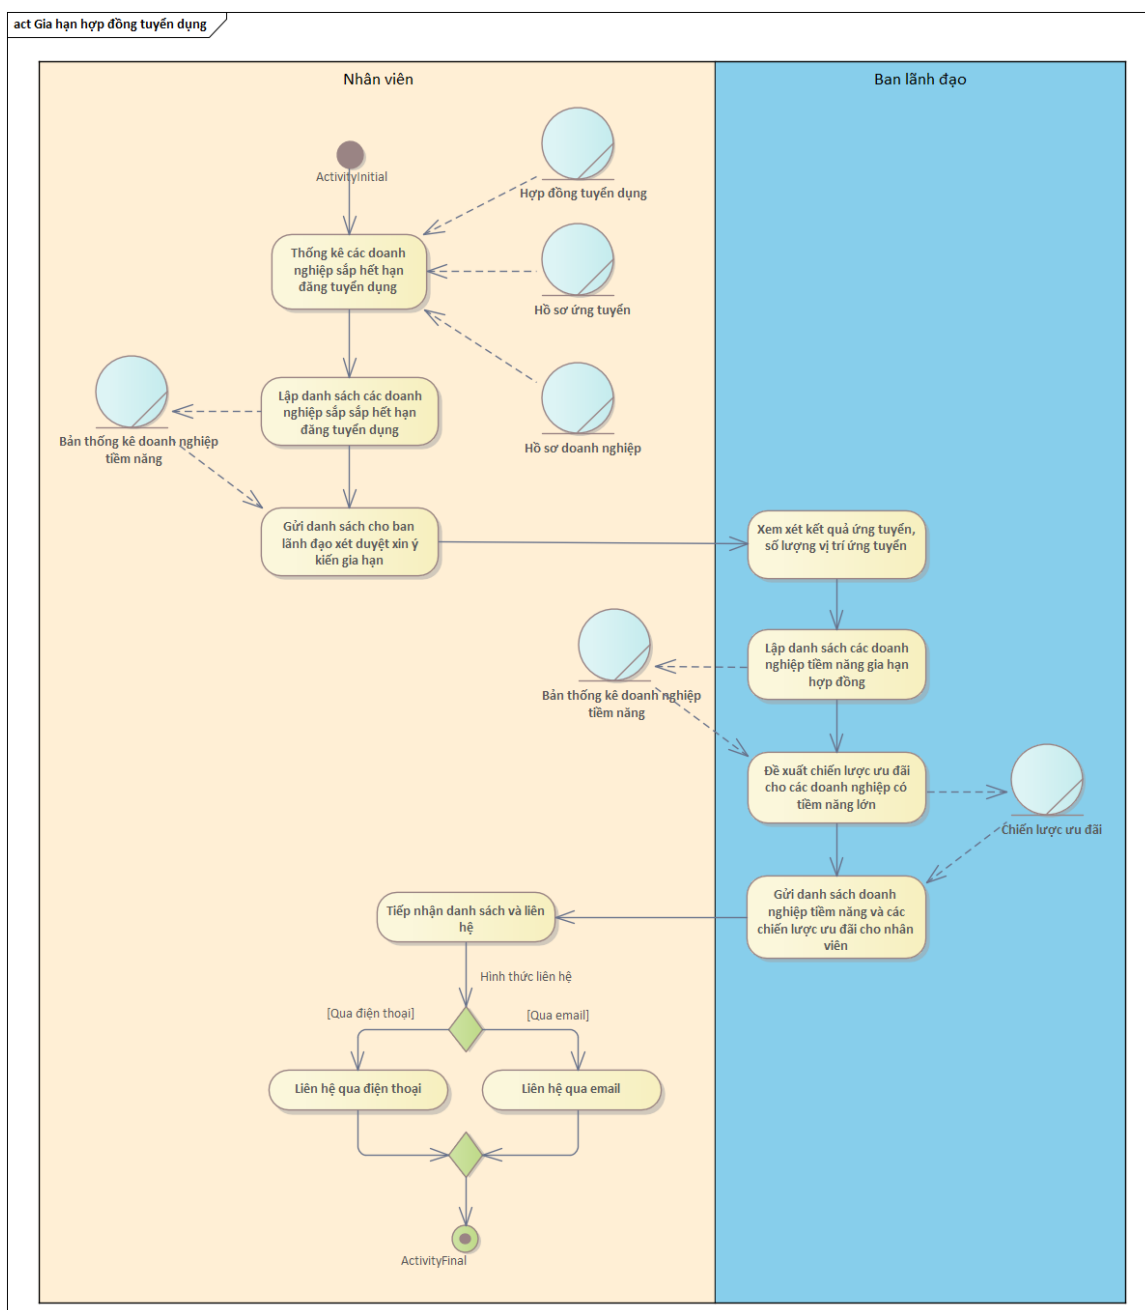 act Gia hạn hợp đồng tuyển dụng
Nhân viên
Ban lãnh đạo
ActivityInitial
Hợp đồng tuyển dụng
Thống kê các doanh
nghiệp sắp hết hạn
đăng tuyển dụng
Hồ sơ ứng tuyển
Lập danh sách các doanh
nghiệp sắp sắp hết hạn
đăng tuyển dụng
Hồ sơ doanh nghiệp
Bản thống kê doanh nghiệp
tiềm năng
Gửi danh sách cho ban
lãnh đạo xét duyệt xin ý
kiến gia hạn
Xem xét kết quả ứng tuyển,
số lượng vị trí ứng tuyển
Lập danh sách các doanh
nghiệp tiềm năng gia hạn
hợp đồng
Bản thống kê doanh nghiệp
tiềm năng
Đề xuất chiến lược ưu đãi
cho các doanh nghiệp có
tiềm năng lớn
Chiến lược ưu đãi
Gửi danh sách doanh
nghiệp tiềm năng và các
chiến lược ưu đãi cho nhân
viên
Tiếp nhận danh sách và liên
hệ
Hình thức liên hệ
[Qua điện thoại]
[Qua email]
Liên hệ qua điện thoại
Liên hệ qua email
ActivityFinal